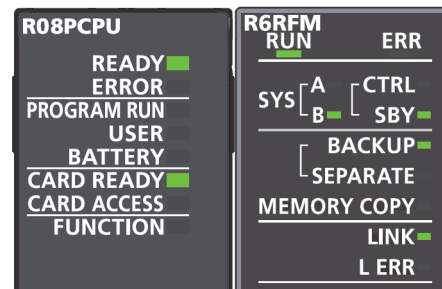 R08PCPU
READY
ERROR
PROGRAM RUN
USER
BATTERY
CARD READY
CARD ACCESS
FUNCTION
R6RFM
RUN ERR
SYS A CTRL
B SBY
BACKUP
SEPARATE
MEMORY COPY
LINK
L ERR